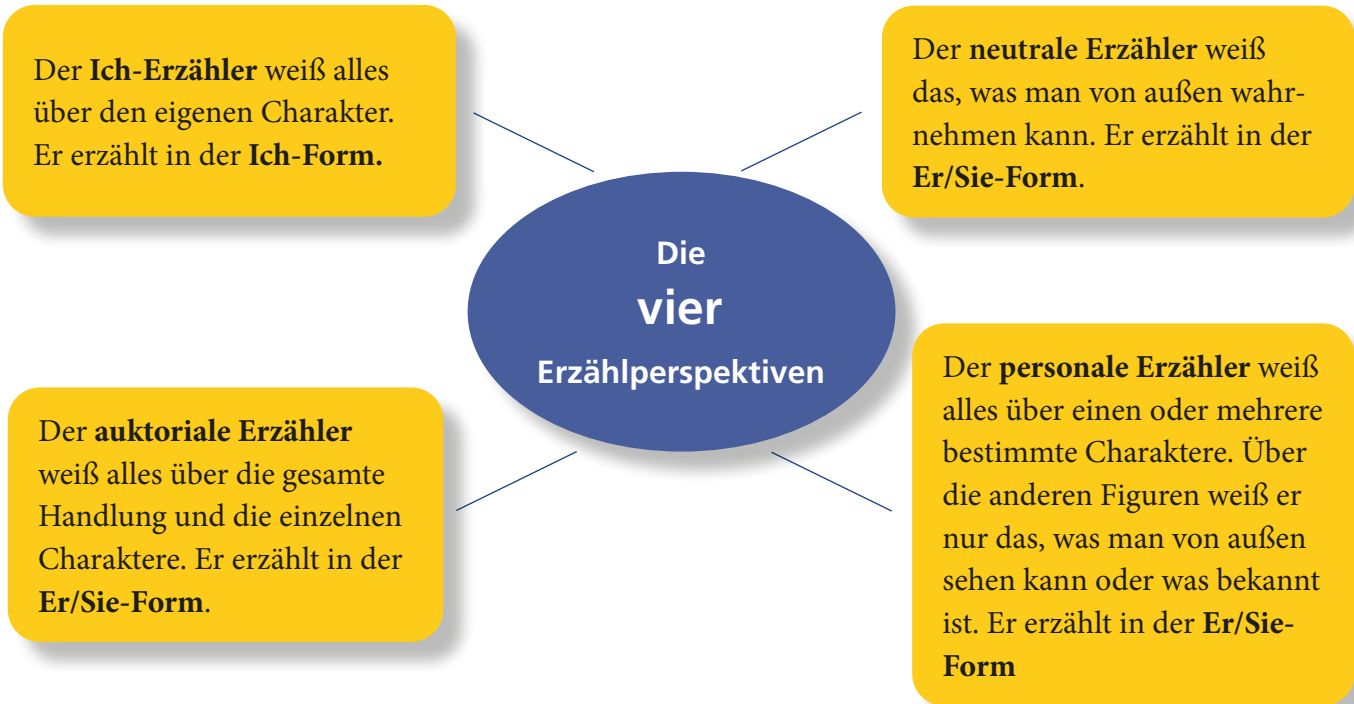 Der Ich-Erzähler weiß alles
über den eigenen Charakter.
Er erzählt in der Ich-Form.
Der neutrale Erzähler weiß
das, was man von außen wahr-
nehmen kann. Er erzählt in der
Er/Sie-Form.
Die
vier
Erzählperspektiven
Der auktoriale Erzähler
weiß alles über die gesamte
Handlung und die einzelnen
Charaktere. Er erzählt in der
Er/Sie-Form.
Der personale Erzähler weiß
alles über einen oder mehrere
bestimmte Charaktere. Über
die anderen Figuren weiß er
nur das, was man von außen
sehen kann oder was bekannt
ist. Er erzählt in der Er/Sie-
Form